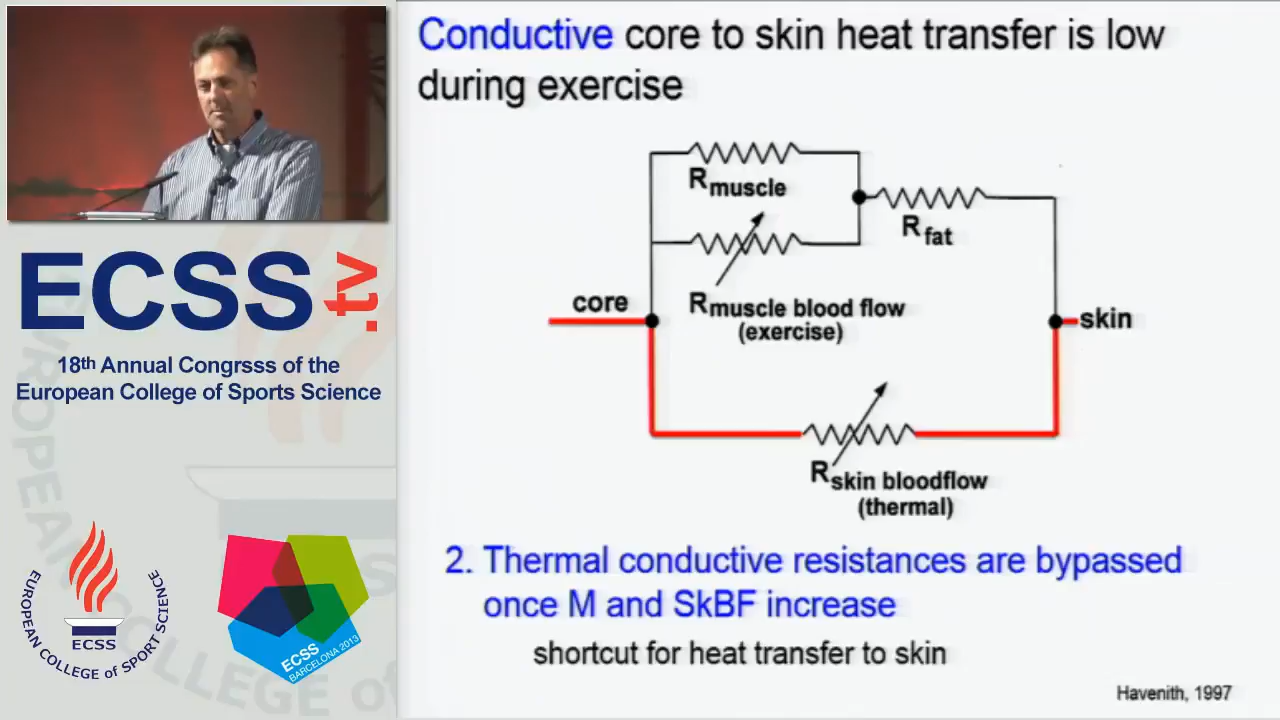 Conductive core to skin heat transfer is low
during exercise
Rmuscle
Rfat
core
Rmuscle blood flow
(exercise)
skin
Rskin bloodflow
(thermal)
2. Thermal conductive resistances are bypassed
once M and SkBF increase
shortcut for heat transfer to skin
Havenith, 1997
ECSS.tv
18th Annual Congrsss of the
European College of Sports Science
EUROPEAN COLLEGE of SPORT SCIENCE
ECSS
ECSS
BARCELONA 2013
EUROPEAN COLLEGE of